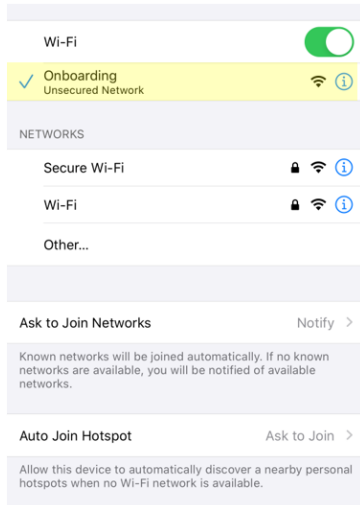 Wi-Fi
Onboarding
Unsecured Network
NETWORKS
Secure Wi-Fi
Wi-Fi
Other...
Ask to Join Networks Notify
Known networks will be joined automatically. If no known
networks are available, you will be notified of available
networks.
Auto Join Hotspot Ask to Join
Allow this device to automatically discover a nearby personal
hotspots when no Wi-Fi network is available.